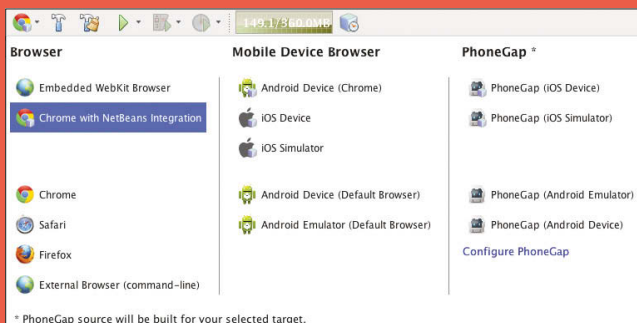 149.1/360.0MB
Browser
Embedded WebKit Browser
Chrome with NetBeans Integration
Chrome
Safari
Firefox
External Browser (command-line)
Mobile Device Browser
Android Device (Chrome)
iOS Device
iOS Simulator
Android Device (Default Browser)
Android Emulator (Default Browser)
PhoneGap *
PhoneGap (iOS Device)
PhoneGap (iOS Simulator)
PhoneGap (Android Emulator)
PhoneGap (Android Device)
Configure PhoneGap
* PhoneGap source will be built for your selected target.